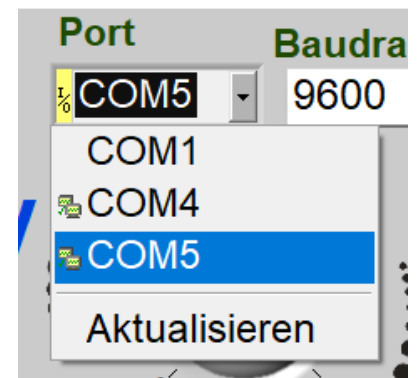 Port
Baudra
I/O COM5
9600
COM1
COM4
COM5
Aktualisieren